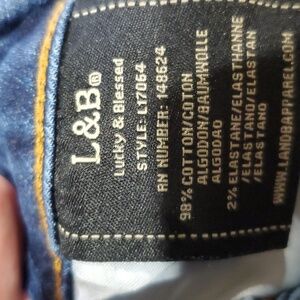 L&B®
Lucky & Blessed
STYLE: L17064
RN NUMBER: 148624
98% COTTON/COTON
ALGODON/BAUMWOLLE
ALGODAO
2% ELASTANE/ELASTHANNE
/ELASTANO/ELASTAN
/ELASTANO
WWW.LANDBAPPAREL.COM